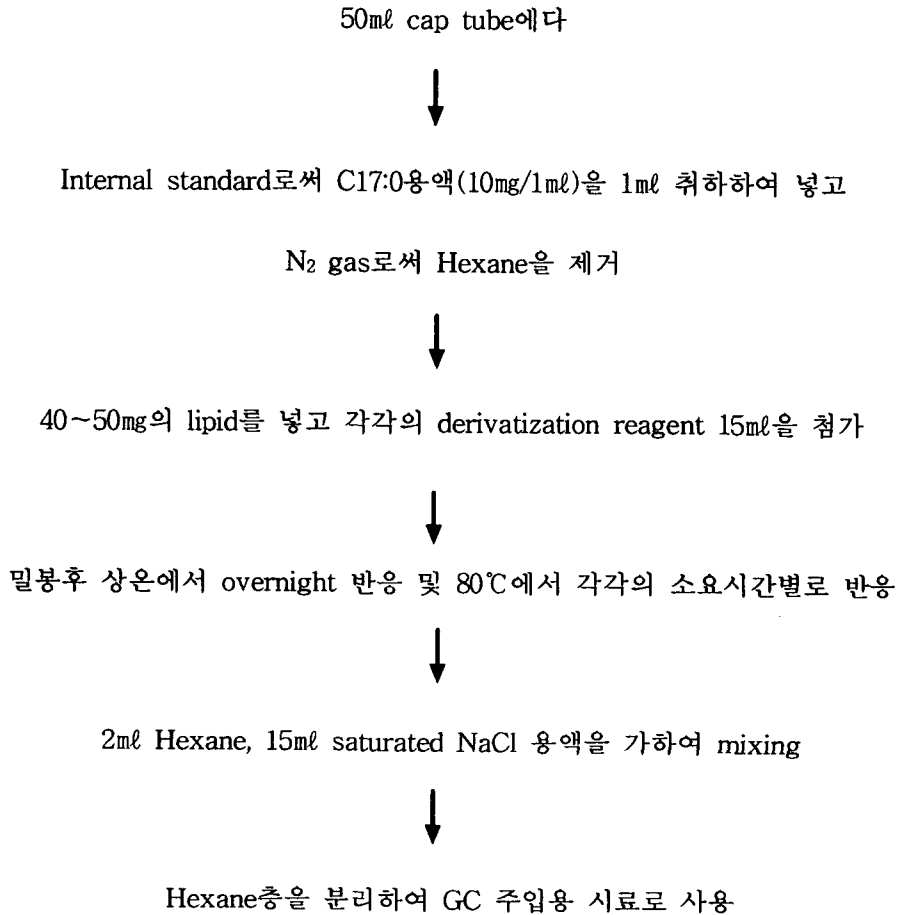 50㎖ cap tube에다
Internal standard로써 C17:0용액(10mg/1㎖)을 1㎖ 취하하여 넣고
N₂ gas로써 Hexane을 제거
40~50㎎의 lipid를 넣고 각각의 derivatization reagent 15㎖을 첨가
밀봉후 상온에서 overnight 반응 및 80℃에서 각각의 소요시간별로 반응
2㎖ Hexane, 15㎖ saturated NaCl 용액을 가하여 mixing
Hexane층을 분리하여 GC 주입용 시료로 사용